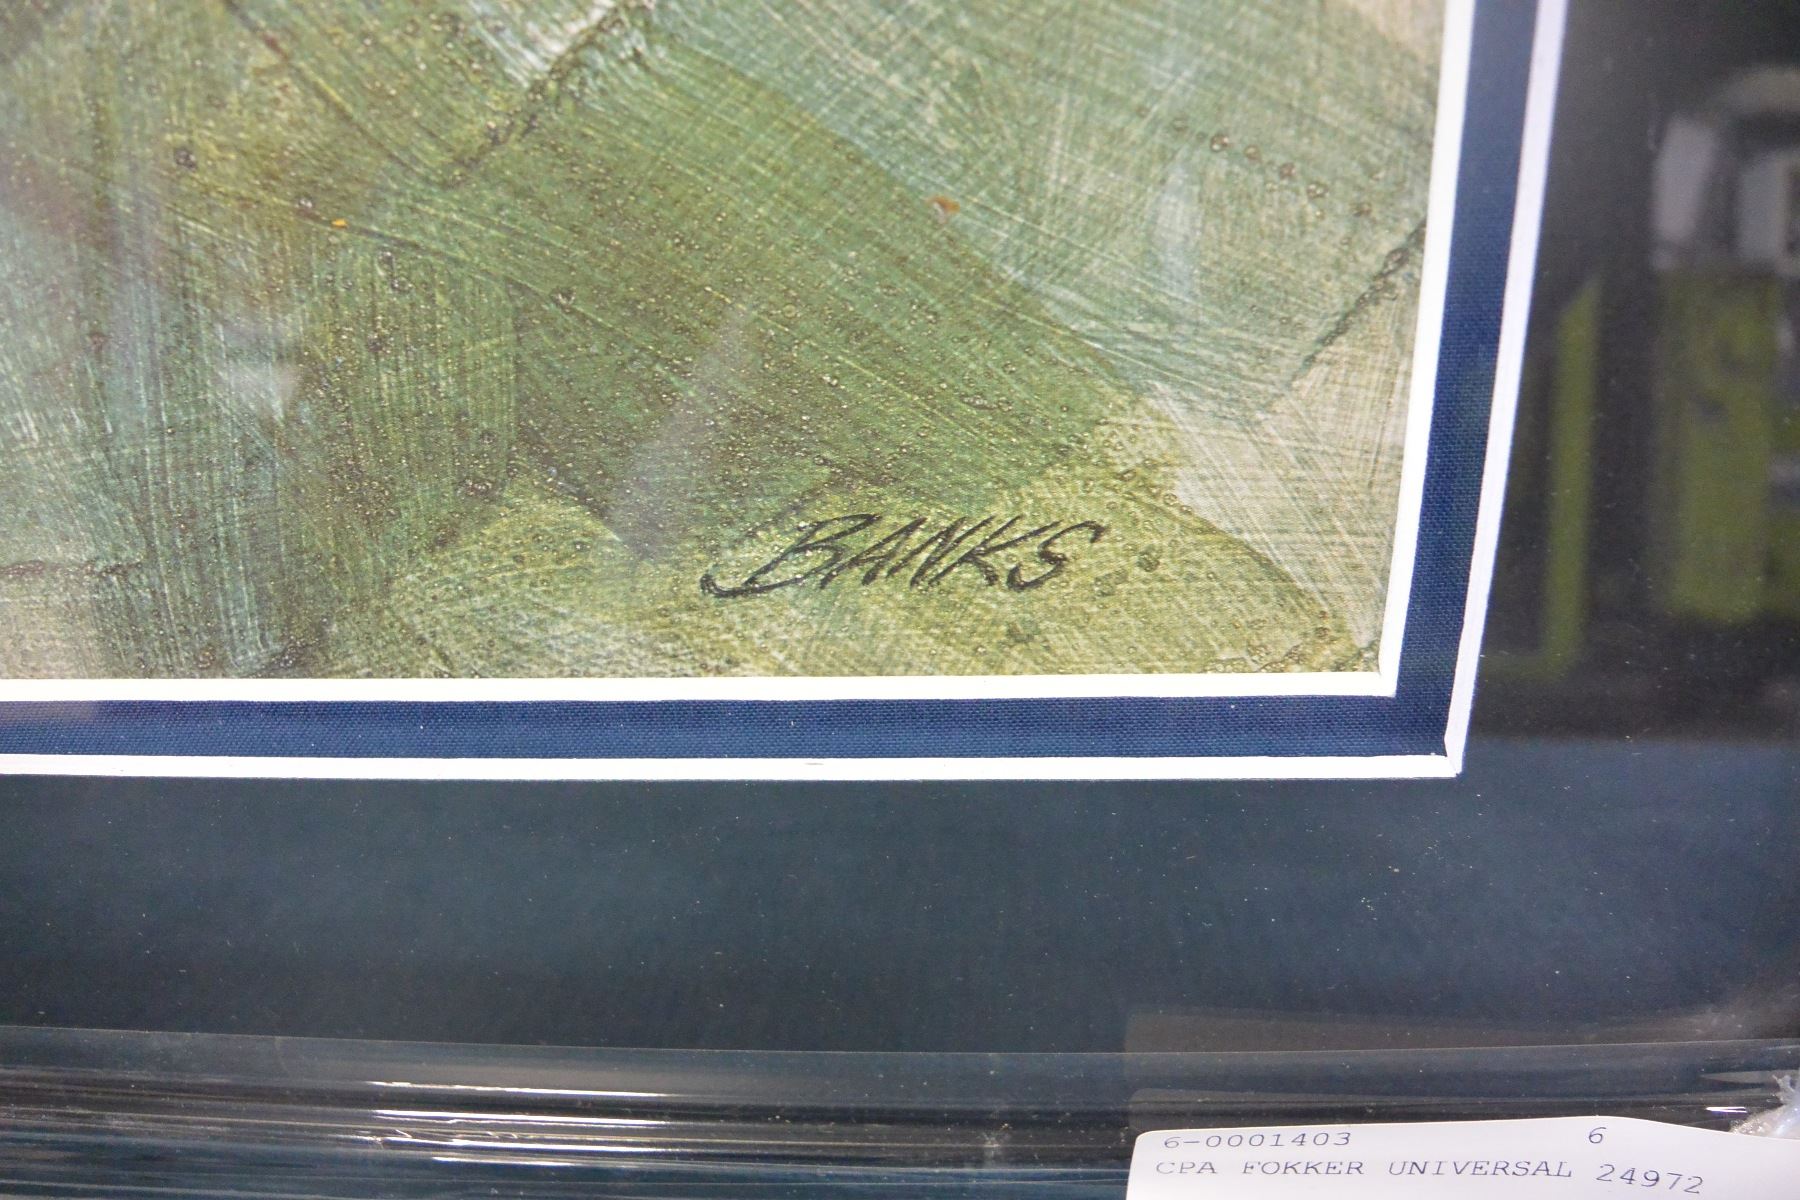 BANKS
6-0001403 6
CPA FOKKER UNIVERSAL 24972